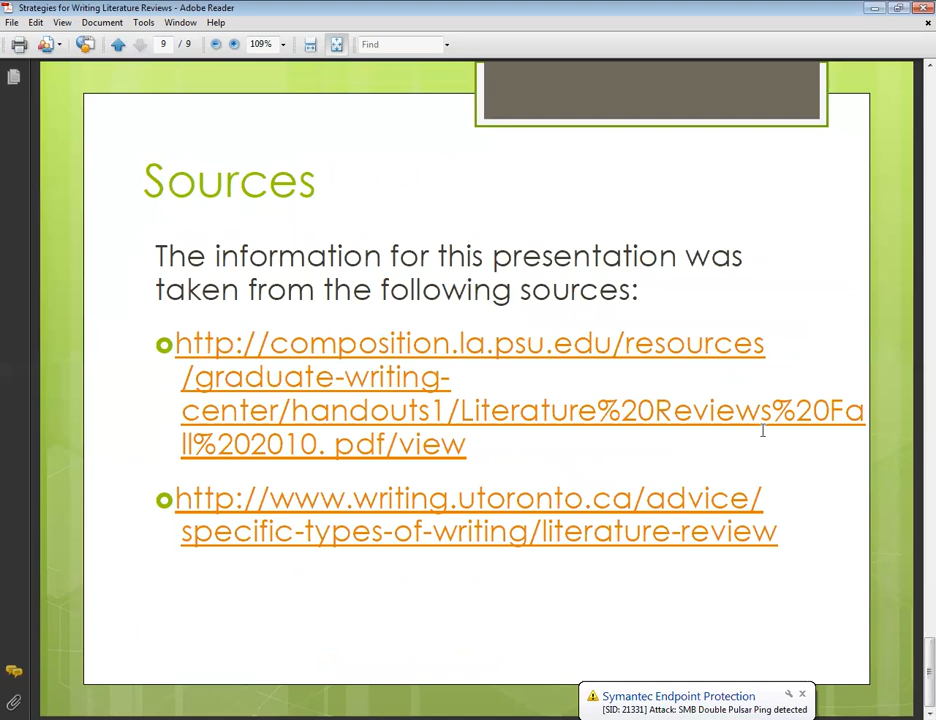 Strategies for Writing Literature Reviews - Adobe Reader
File Edit View Document Tools Window Help
9 / 9 109% Find
Sources
The information for this presentation was
taken from the following sources:
http://composition.la.psu.edu/resources
/graduate-writing-
center/handouts1/Literature%20Reviews%20Fa
ll%202010. pdf/view
http://www.writing.utoronto.ca/advice/
specific-types-of-writing/literature-review
Symantec Endpoint Protection
[SID: 21331] Attack: SMB Double Pulsar Ping detected